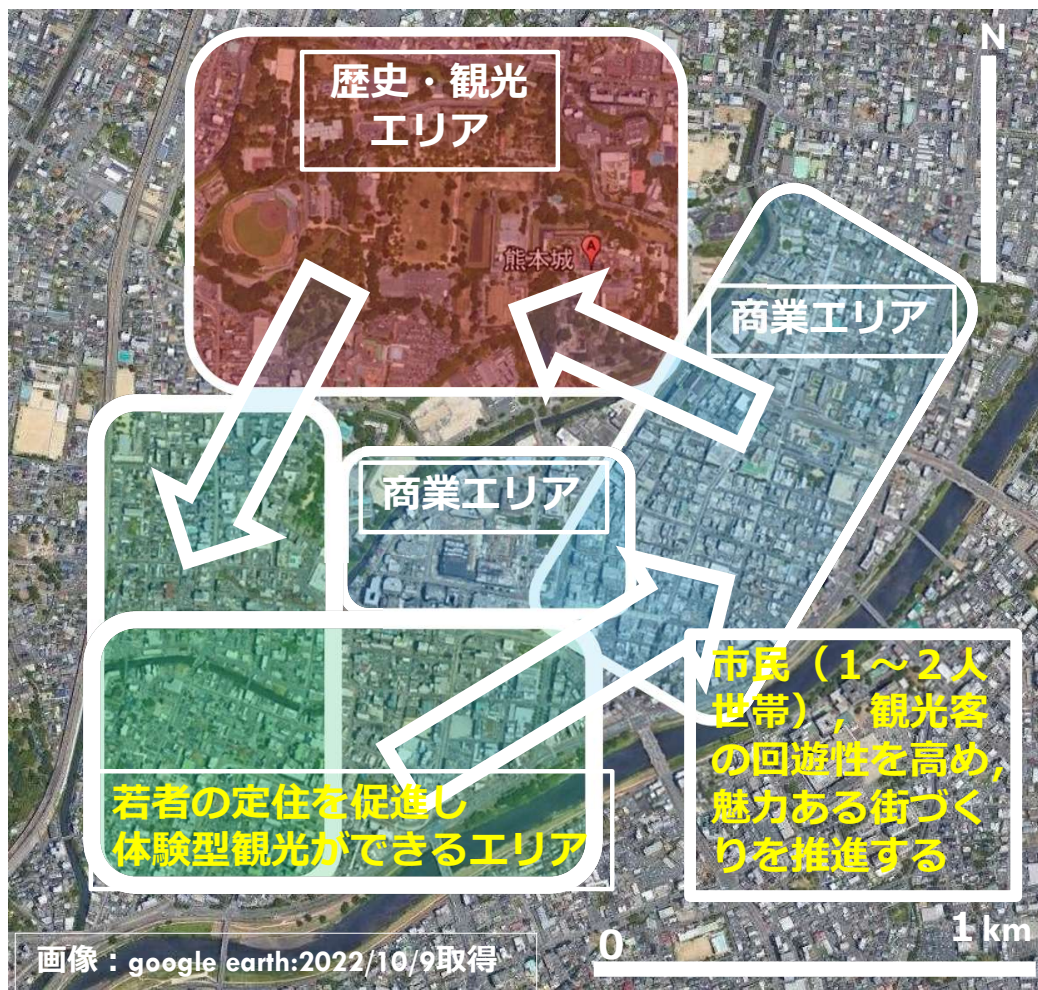 歴史・観光
エリア
N
熊本城
A
商業エリア
商業エリア
市民（１～２人
世帯），観光客
の回遊性を高め，
魅力ある街づく
りを推進する
若者の定住を促進し
体験型観光ができるエリア
画像：google earth:2022/10/9取得
0
1 km